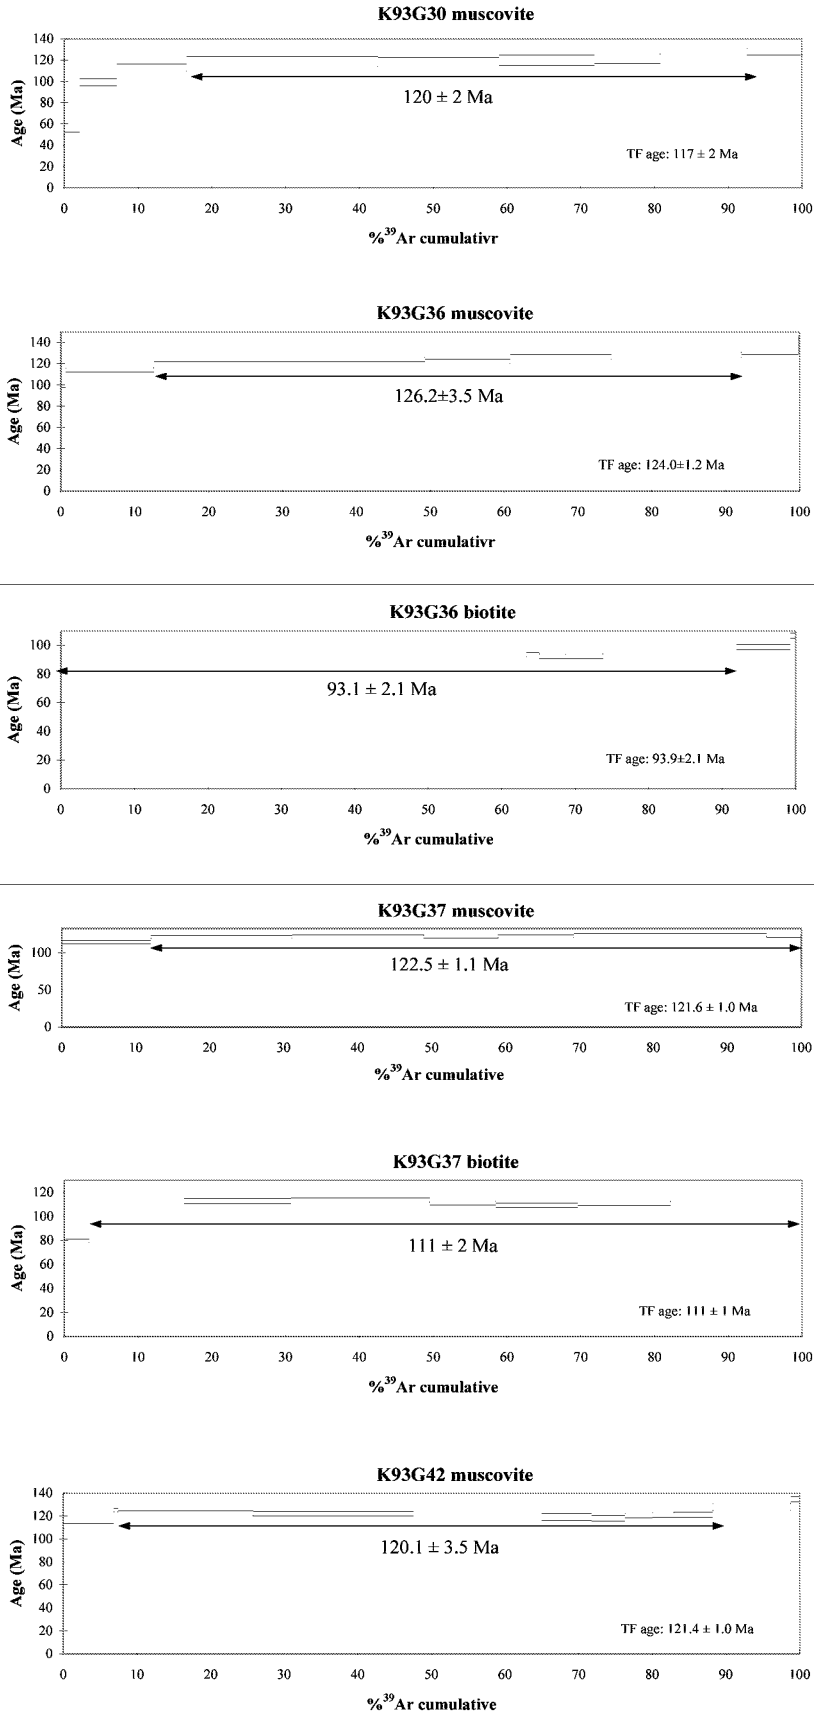 K93G30 muscovite
140
120
100
80
60
40
20
0
Age (Ma)
120 ± 2 Ma
TF age: 117 ± 2 Ma
0 10 20 30 40 50 60 70 80 90 100
%³⁹Ar cumulativr
K93G36 muscovite
140
120
100
80
60
40
20
0
Age (Ma)
126.2±3.5 Ma
TF age: 124.0±1.2 Ma
0 10 20 30 40 50 60 70 80 90 100
%³⁹Ar cumulativr
K93G36 biotite
100
80
60
40
20
0
Age (Ma)
93.1 ± 2.1 Ma
TF age: 93.9±2.1 Ma
0 10 20 30 40 50 60 70 80 90 100
%³⁹Ar cumulative
K93G37 muscovite
100
50
0
Age (Ma)
122.5 ± 1.1 Ma
TF age: 121.6 ± 1.0 Ma
0 10 20 30 40 50 60 70 80 90 100
%³⁹Ar cumulative
K93G37 biotite
120
100
80
60
40
20
0
Age (Ma)
111 ± 2 Ma
TF age: 111 ± 1 Ma
0 10 20 30 40 50 60 70 80 90 100
%³⁹Ar cumulative
K93G42 muscovite
140
120
100
80
60
40
20
0
Age (Ma)
120.1 ± 3.5 Ma
TF age: 121.4 ± 1.0 Ma
0 10 20 30 40 50 60 70 80 90 100
%³⁹Ar cumulative